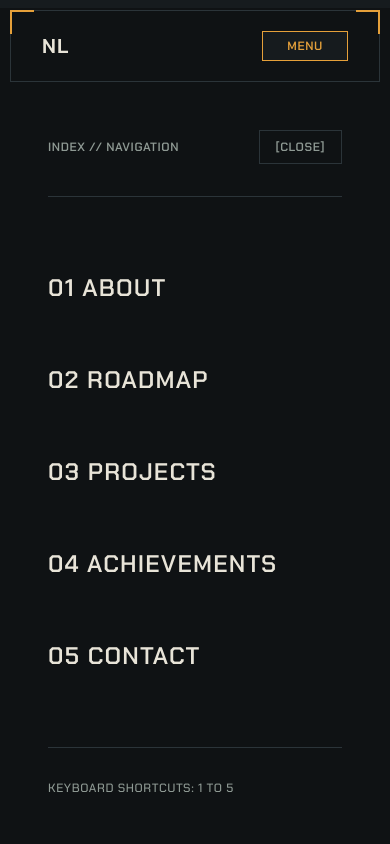 NL
MENU
INDEX // NAVIGATION
[CLOSE]
01 ABOUT
02 ROADMAP
03 PROJECTS
04 ACHIEVEMENTS
05 CONTACT
KEYBOARD SHORTCUTS: 1 TO 5